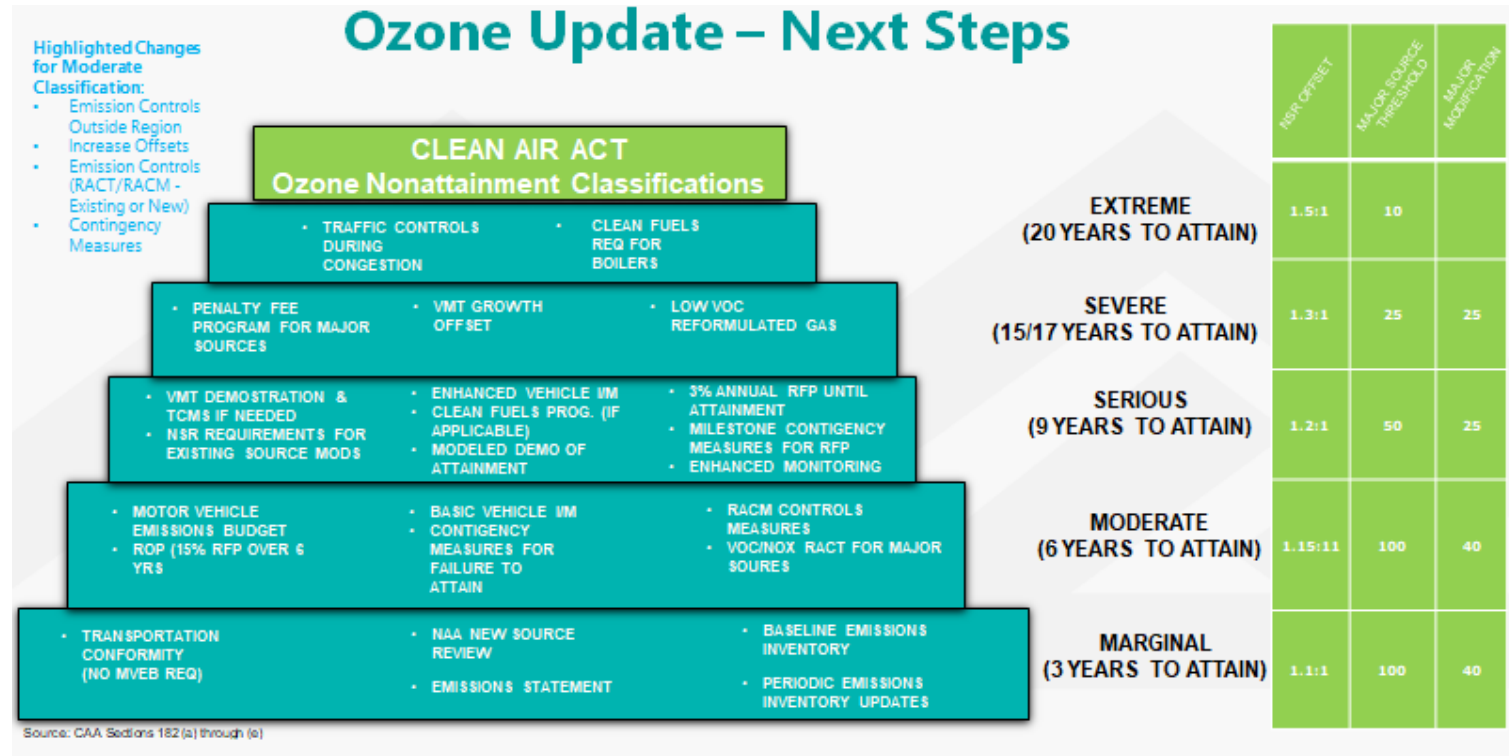 Ozone Update – Next Steps
Highlighted Changes
for Moderate
Classification:
• Emission Controls
Outside Region
• Increase Offsets
• Emission Controls
(RACT/RACM -
Existing or New)
• Contingency
Measures
CLEAN AIR ACT
Ozone Nonattainment Classifications
• TRAFFIC CONTROLS
DURING
CONGESTION
• CLEAN FUELS
REQ FOR
BOILERS
• PENALTY FEE
PROGRAM FOR MAJOR
SOURCES
• VMT GROWTH
OFFSET
• LOW VOC
REFORMULATED GAS
• VMT DEMOSTRATION &
TCMS IF NEEDED
• NSR REQUIREMENTS FOR
EXISTING SOURCE MODS
• ENHANCED VEHICLE I/M
• CLEAN FUELS PROG. (IF
APPLICABLE)
• MODELED DEMO OF
ATTAINMENT
• 3% ANNUAL RFP UNTIL
ATTAINMENT
• MILESTONE CONTIGENCY
MEASURES FOR RFP
• ENHANCED MONITORING
• MOTOR VEHICLE
EMISSIONS BUDGET
• ROP (15% RFP OVER 6
YRS
• BASIC VEHICLE I/M
• CONTIGENCY
MEASURES FOR
FAILURE TO
ATTAIN
• RACM CONTROLS
MEASURES
• VOC/NOX RACT FOR MAJOR
SOURES
• TRANSPORTATION
CONFORMITY
(NO MVEB REQ)
• NAA NEW SOURCE
REVIEW
• EMISSIONS STATEMENT
• BASELINE EMISSIONS
INVENTORY
• PERIODIC EMISSIONS
INVENTORY UPDATES
NSR OFFSET
MAJOR SOURCE
THRESHOLD
MAJOR
MODIFICATION
EXTREME
(20 YEARS TO ATTAIN)
1.5:1
10
SEVERE
(15/17 YEARS TO ATTAIN)
1.3:1
25
25
SERIOUS
(9 YEARS TO ATTAIN)
1.2:1
50
25
MODERATE
(6 YEARS TO ATTAIN)
1.15:11
100
40
MARGINAL
(3 YEARS TO ATTAIN)
1.1:1
100
40
Source: CAA Sections 182 (a) through (e)